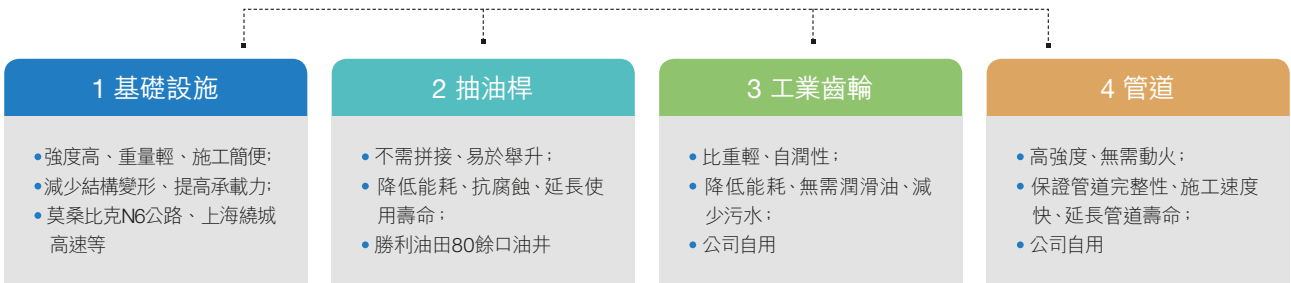 1 基礎設施
•強度高、重量輕、施工簡便;
•減少結構變形、提高承載力;
•莫桑比克N6公路、上海繞城
高速等
2 抽油桿
•不需拼接、易於舉升;
•降低能耗、抗腐蝕、延長使
用壽命;
•勝利油田80餘口油井
3 工業齒輪
•比重輕、自潤性;
•降低能耗、無需潤滑油、減
少污水;
•公司自用
4 管道
•高強度、無需動火;
•保證管道完整性、施工速度
快、延長管道壽命;
•公司自用